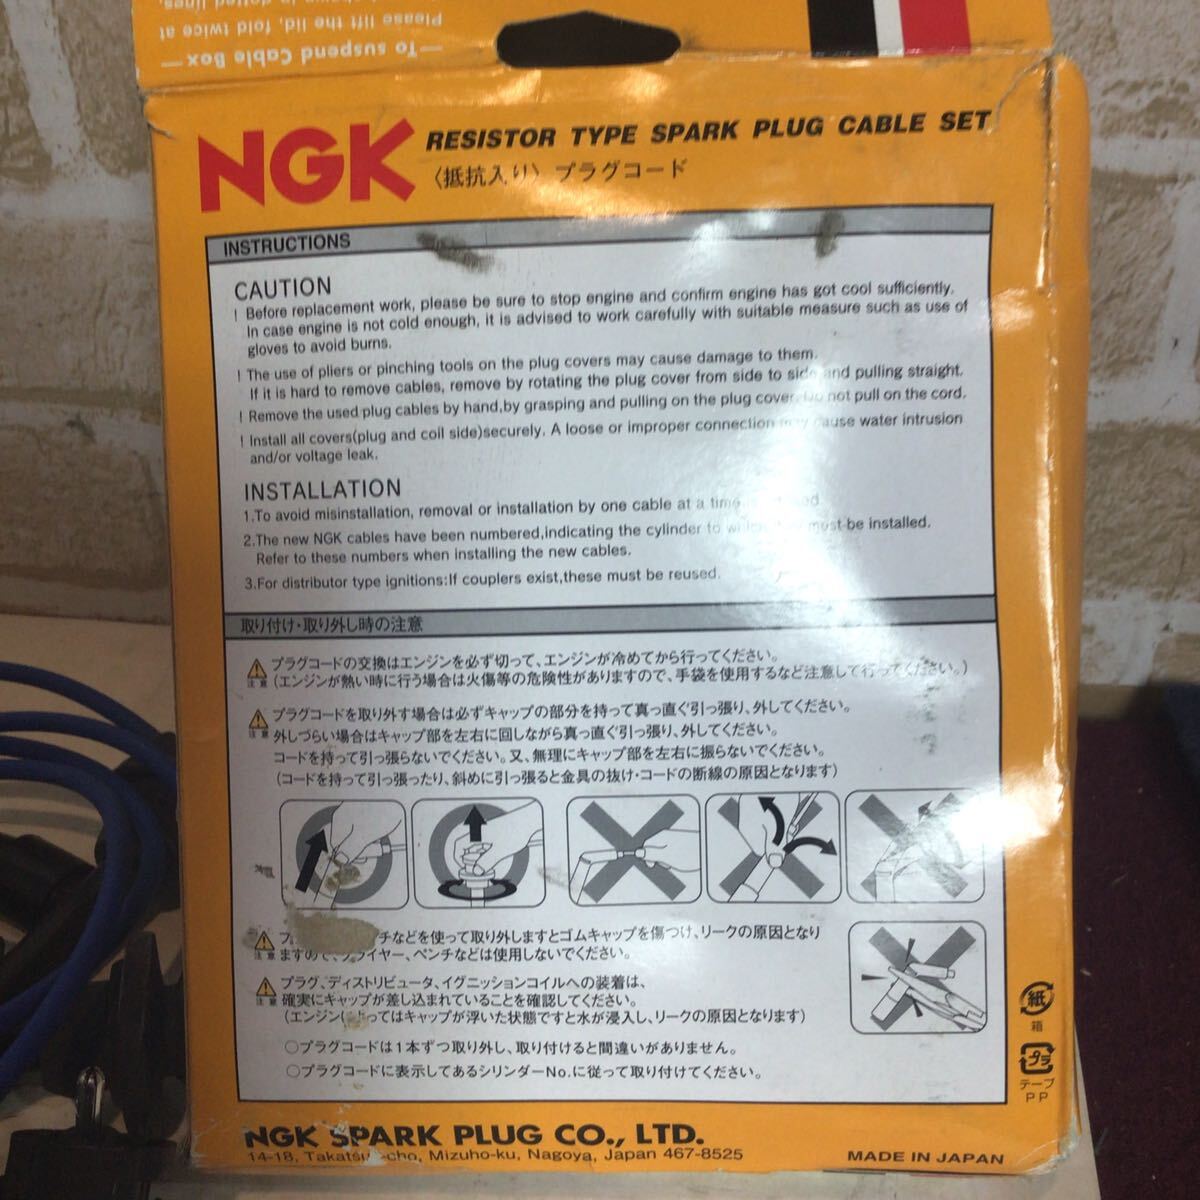 — To suspend Cable Box —
Please lift the lid, fold twice at
dotted lines,
NGK
RESISTOR TYPE SPARK PLUG CABLE SET
〈抵抗入り〉プラグコード
INSTRUCTIONS
CAUTION
! Before replacement work, please be sure to stop engine and confirm engine has got cool sufficiently.
In case engine is not cold enough, it is advised to work carefully with suitable measure such as use of
gloves to avoid burns.
! The use of pliers or pinching tools on the plug covers may cause damage to them.
If it is hard to remove cables, remove by rotating the plug cover from side to side and pulling straight.
! Remove the used plug cables by hand,by grasping and pulling on the plug cover. Do not pull on the cord.
! Install all covers(plug and coil side)securely. A loose or improper connection may cause water intrusion
and/or voltage leak.
INSTALLATION
1.To avoid misinstallation, removal or installation by one cable at a time
2.The new NGK cables have been numbered,indicating the cylinder to which they must be installed.
Refer to these numbers when installing the new cables.
3.For distributor type ignitions:If couplers exist,these must be reused.
取り付け・取り外し時の注意
注意 プラグコードの交換はエンジンを必ず切って、エンジンが冷めてから行ってください。
(エンジンが熱い時に行う場合は火傷等の危険性がありますので、手袋を使用するなど注意して行ってください。)
注意 プラグコードを取り外す場合は必ずキャップの部分を持って真っ直ぐ引っ張り、外してください。
外しづらい場合はキャップ部を左右に回しながら真っ直ぐ引っ張り、外してください。
コードを持って引っ張らないでください。又、無理にキャップ部を左右に振らないでください。
(コードを持って引っ張ったり、斜めに引っ張ると金具の抜け・コードの断線の原因となります)
注意 チなどを使って取り外しますとゴムキャップを傷つけ、リークの原因となり
ますので、プライヤー、ペンチなどは使用しないでください。
注意 プラグ、ディストリビュータ、イグニッションコイルへの装着は、
確実にキャップが差し込まれていることを確認してください。
(エンジンによってはキャップが浮いた状態ですと水が浸入し、リークの原因となります)
○プラグコードは1本ずつ取り外し、取り付けると間違いがありません。
○プラグコードに表示してあるシリンダーNo.に従って取り付けてください。
紙
箱
プラ
テープ
PP
NGK SPARK PLUG CO., LTD.
14-18, Mizuho-ku, Nagoya, Japan 467-8525
MADE IN JAPAN